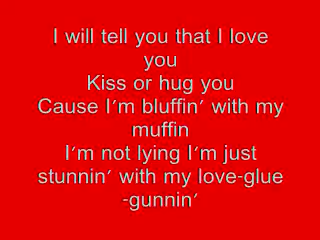 I will tell you that I love
you
Kiss or hug you
Cause I'm bluffin' with my
muffin
I'm not lying I'm just
stunnin' with my love-glue
-gunnin'